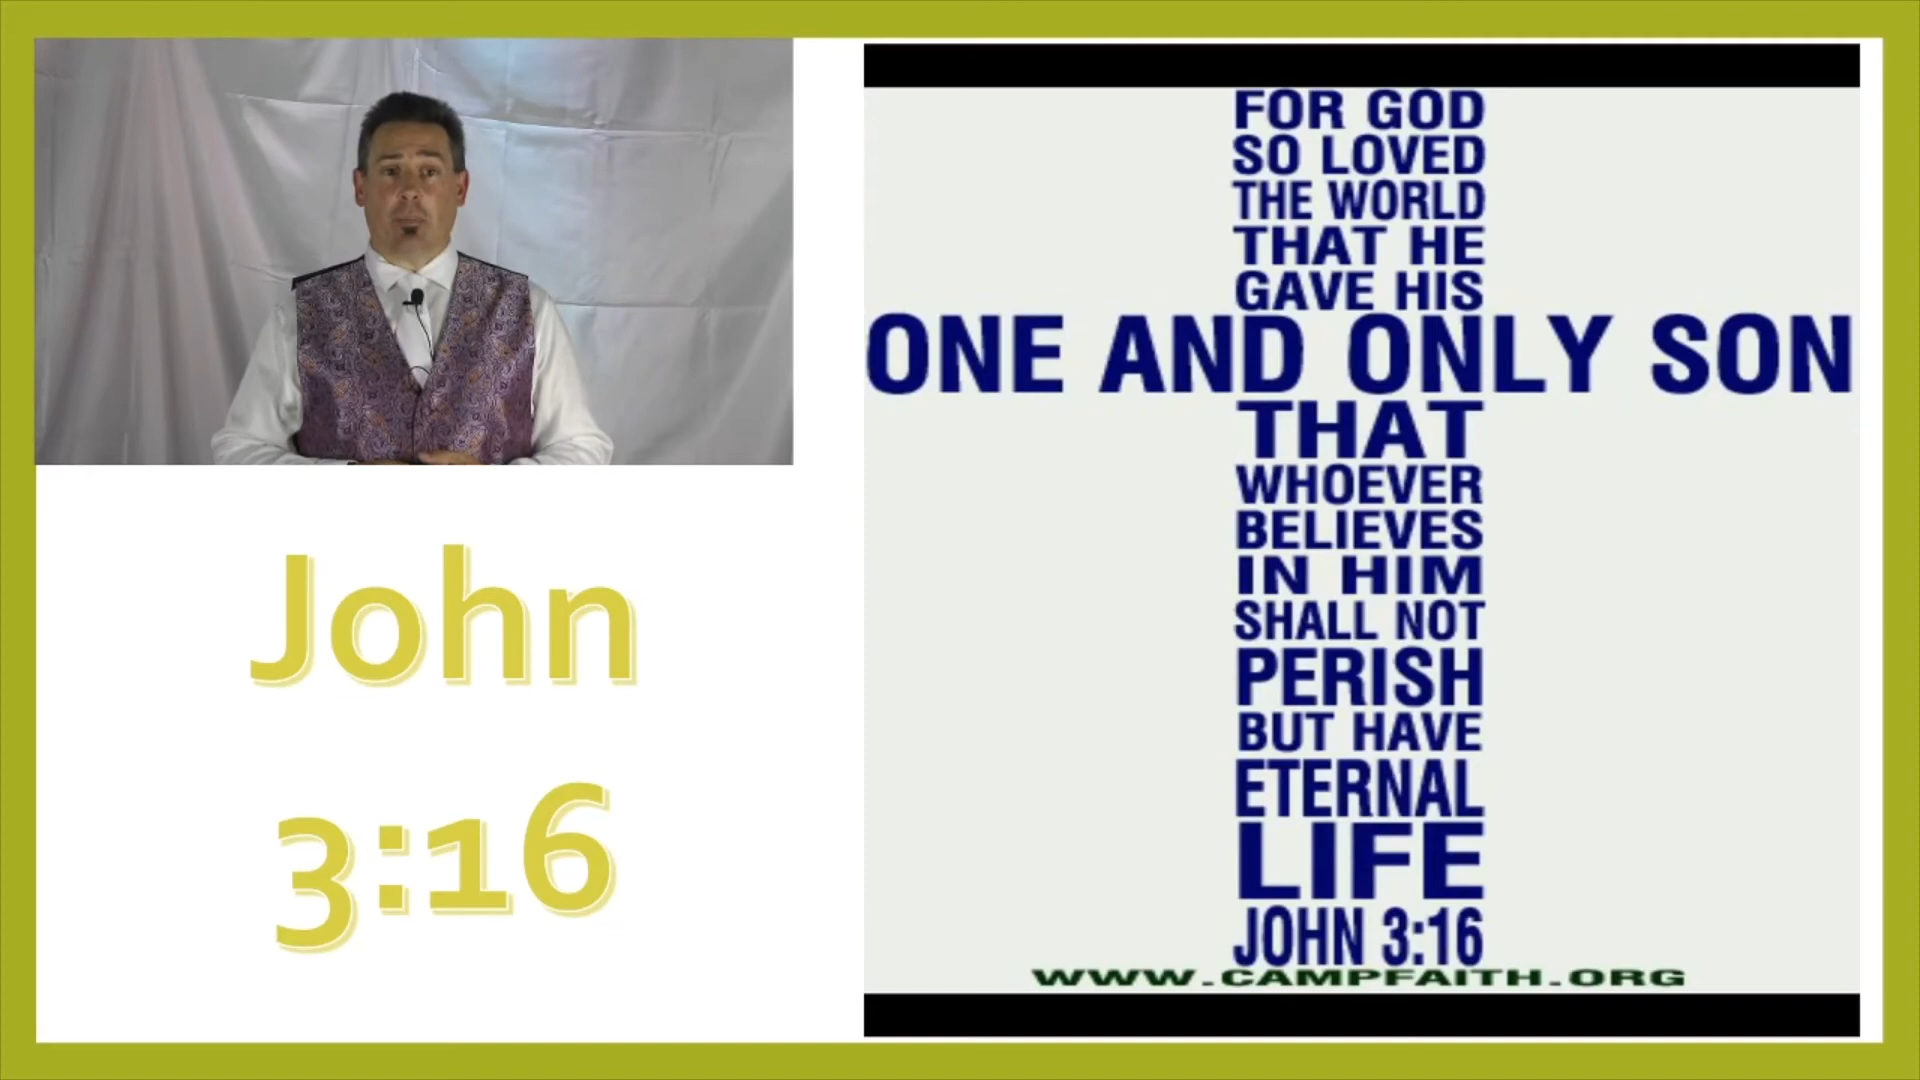 John
3:16
FOR GOD
SO LOVED
THE WORLD
THAT HE
GAVE HIS
ONE AND ONLY SON
THAT
WHOEVER
BELIEVES
IN HIM
SHALL NOT
PERISH
BUT HAVE
ETERNAL
LIFE
JOHN 3:16
WWW.CAMPFAITH.ORG